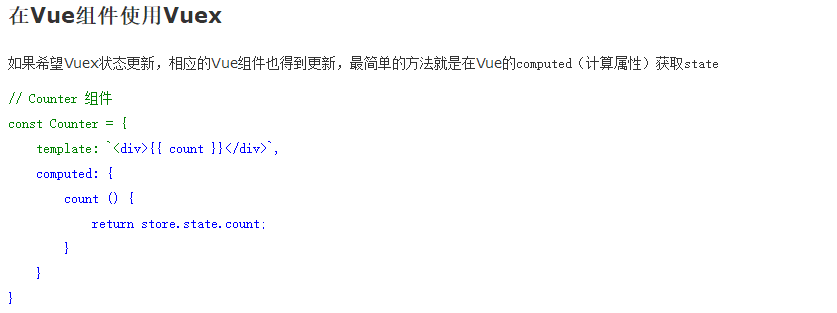 在Vue组件使用Vuex
如果希望Vuex状态更新，相应的Vue组件也得到更新，最简单的方法就是在Vue的computed（计算属性）获取state
// Counter 组件
const Counter = {
    template: `<div>{{ count }}</div>`,
    computed: {
        count () {
            return store.state.count;
        }
    }
}